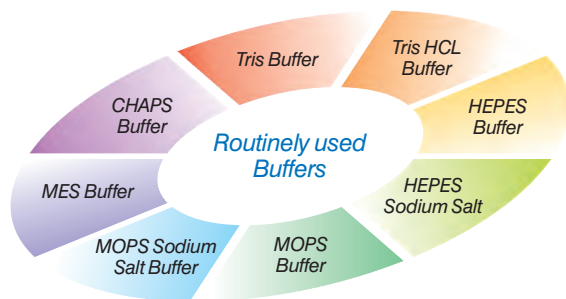 Tris Buffer
Tris HCL
Buffer
HEPES
Buffer
HEPES
Sodium Salt
MOPS
Buffer
MOPS Sodium
Salt Buffer
MES Buffer
CHAPS
Buffer
Routinely used
Buffers